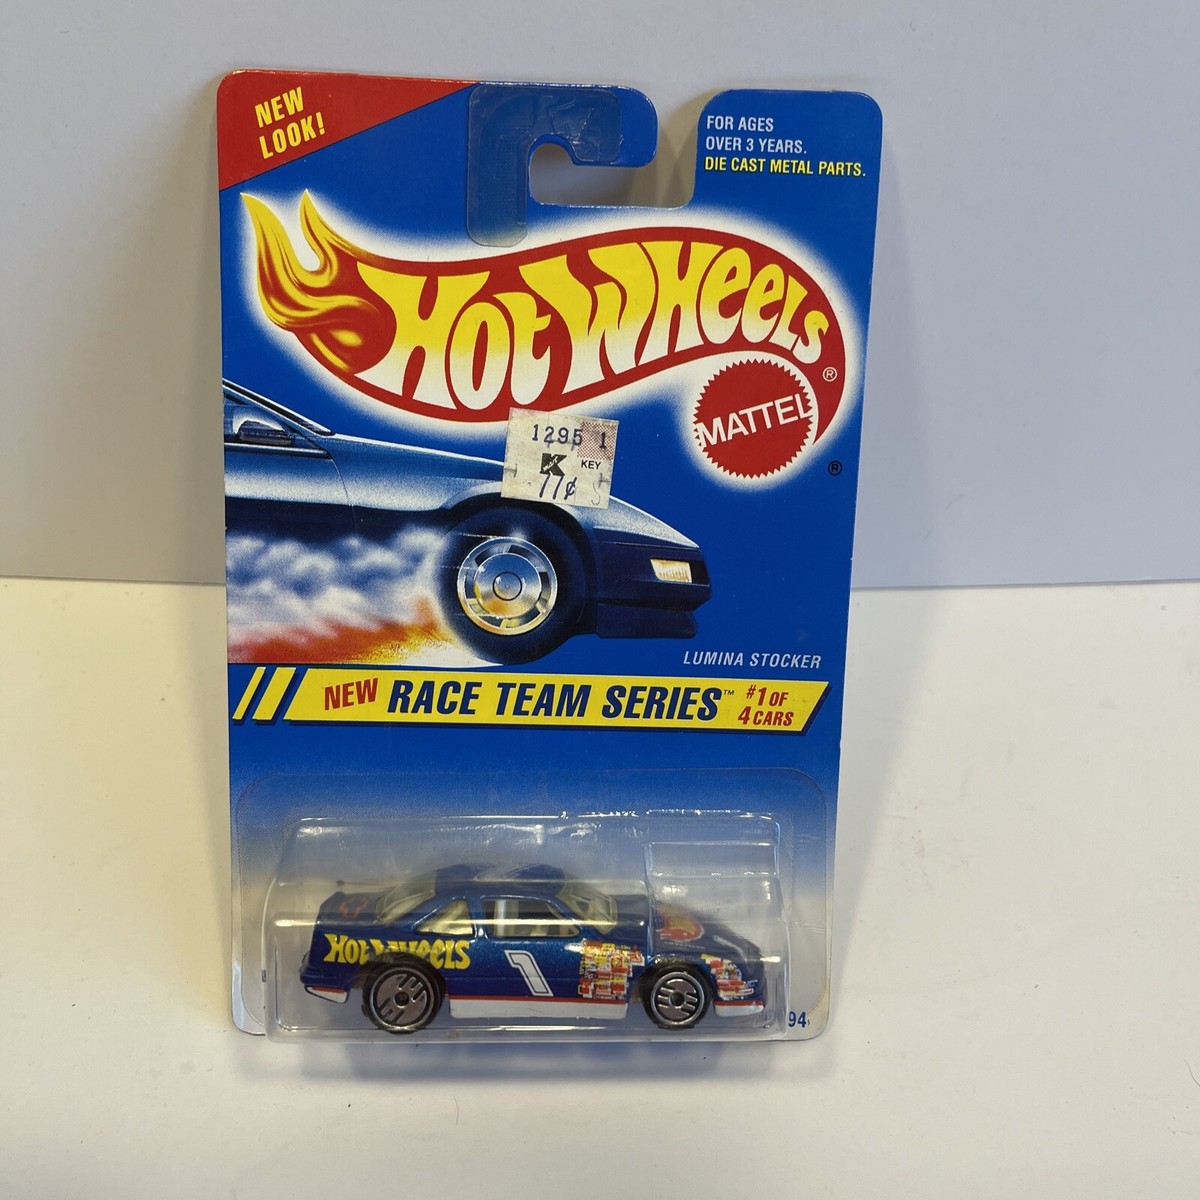 NEW
LOOK!
FOR AGES
OVER 3 YEARS.
DIE CAST METAL PARTS.
HOT WHEELS®
MATTEL
®
1295 1
K KEY
77¢ S
LUMINA STOCKER
NEW RACE TEAM SERIES™ #1 OF
4 CARS
HOT WHEELS
1
94